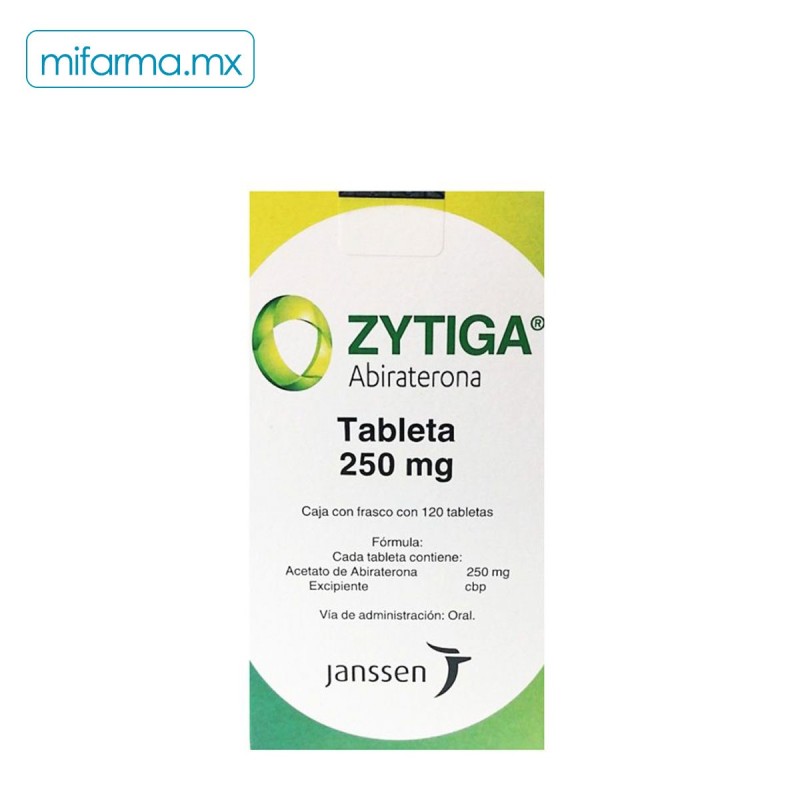 mifarma.mx
ZYTIGA®
Abiraterona
Tableta
250 mg
Caja con frasco con 120 tabletas
Fórmula:
Cada tableta contiene:
Acetato de Abiraterona 250 mg
Excipiente cbp
Vía de administración: Oral.
janssen